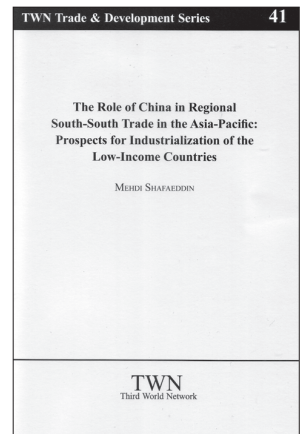 TWN Trade & Development Series 41
The Role of China in Regional
South-South Trade in the Asia-Pacific:
Prospects for Industrialization of the
Low-Income Countries
MEHDI SHAFAEDDIN
TWN
Third World Network